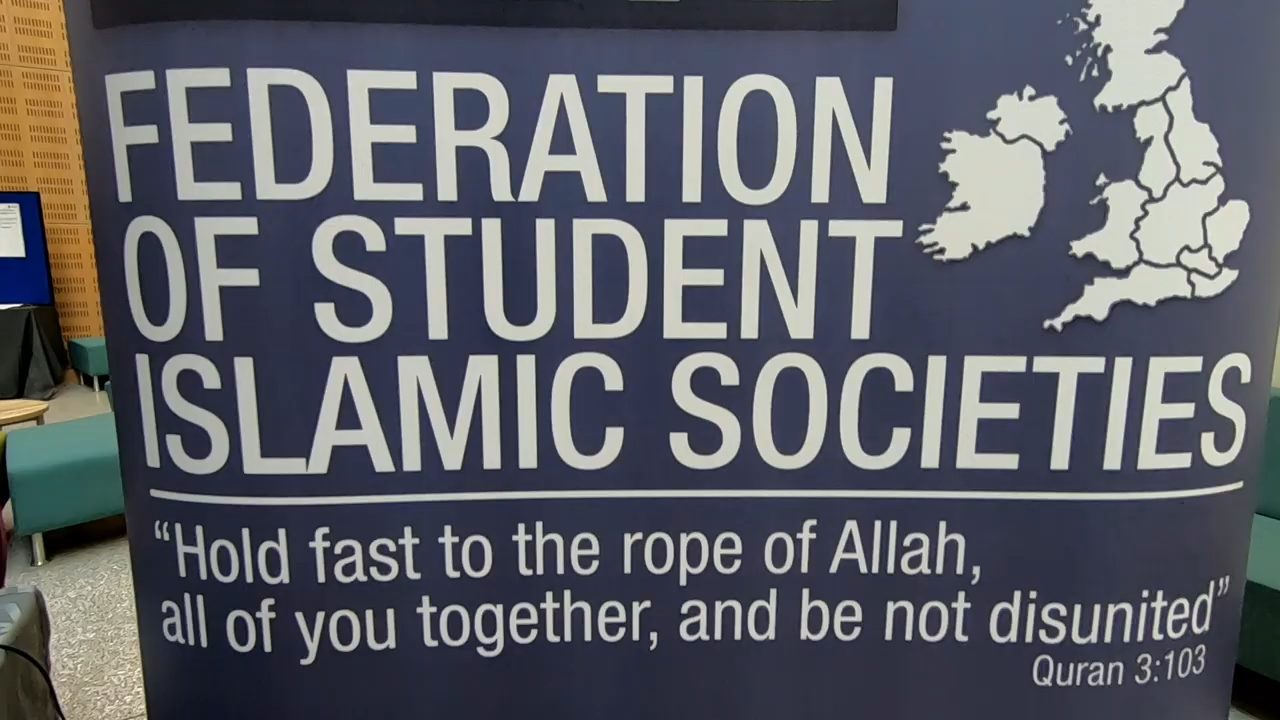 FEDERATION
OF STUDENT
ISLAMIC SOCIETIES
“Hold fast to the rope of Allah,
all of you together, and be not disunited”
Quran 3:103